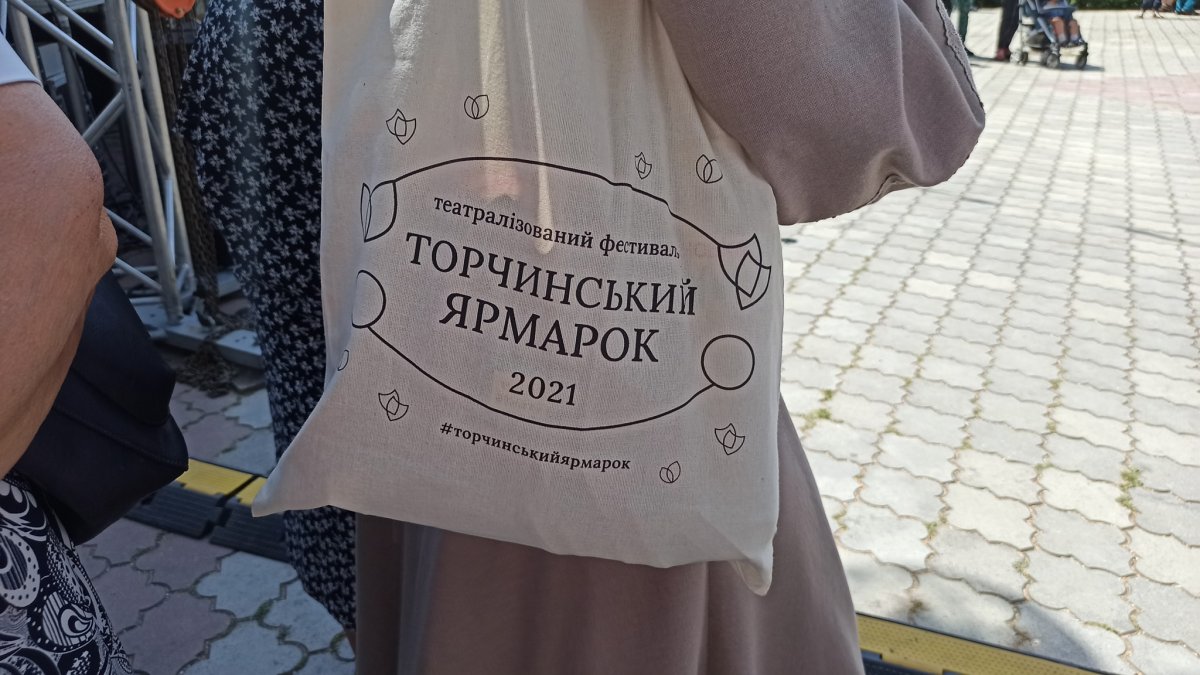 театралізований фестиваль
ТОРЧИНСЬКИЙ
ЯРМАРОК
2021
#торчинськийярмарок